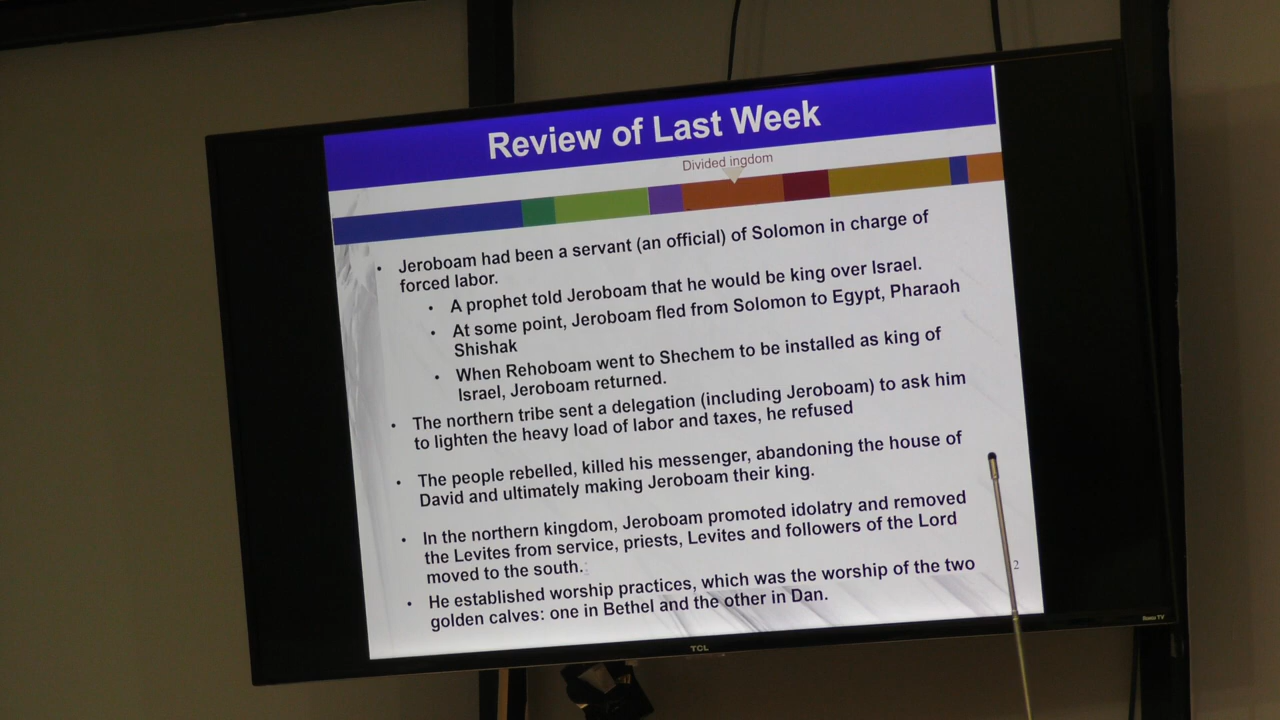 Review of Last Week
Divided ingdom
• Jeroboam had been a servant (an official) of Solomon in charge of
forced labor.
• A prophet told Jeroboam that he would be king over Israel.
• At some point, Jeroboam fled from Solomon to Egypt, Pharaoh
Shishak
• When Rehoboam went to Shechem to be installed as king of
Israel, Jeroboam returned.
• The northern tribe sent a delegation (including Jeroboam) to ask him
to lighten the heavy load of labor and taxes, he refused
• The people rebelled, killed his messenger, abandoning the house of
David and ultimately making Jeroboam their king.
• In the northern kingdom, Jeroboam promoted idolatry and removed
the Levites from service, priests, Levites and followers of the Lord
moved to the south.
• He established worship practices, which was the worship of the two
golden calves: one in Bethel and the other in Dan.
2
TCL
Roku TV